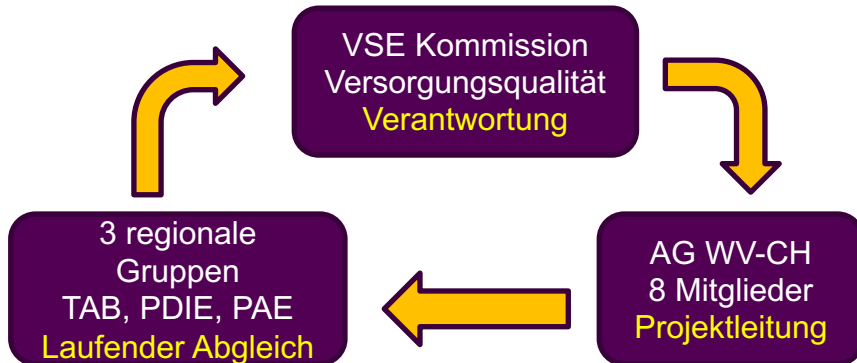 VSE Kommission
Versorgungsqualität
Verantwortung
3 regionale
Gruppen
TAB, PDIE, PAE
Laufender Abgleich
AG WV-CH
8 Mitglieder
Projektleitung